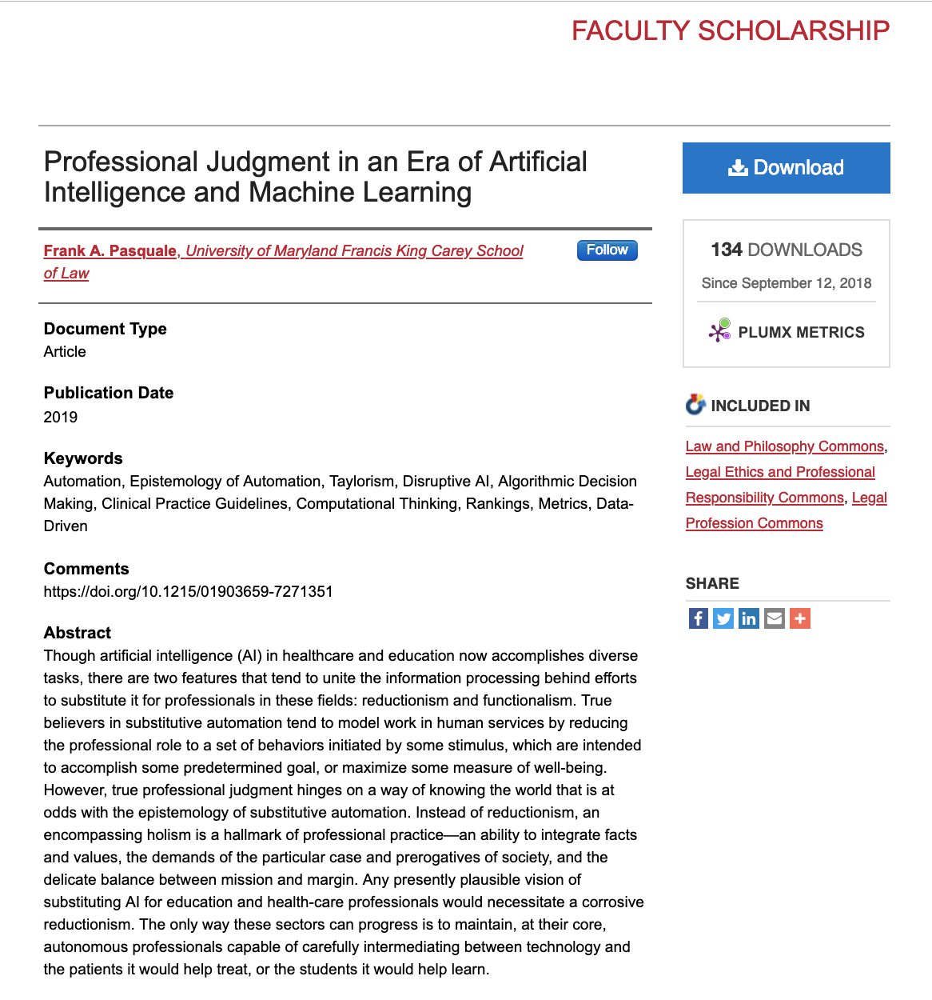 FACULTY SCHOLARSHIP
Professional Judgment in an Era of Artificial
Intelligence and Machine Learning
Frank A. Pasquale, University of Maryland Francis King Carey School
of Law
Follow
Document Type
Article
Publication Date
2019
Keywords
Automation, Epistemology of Automation, Taylorism, Disruptive AI, Algorithmic Decision
Making, Clinical Practice Guidelines, Computational Thinking, Rankings, Metrics, Data-
Driven
Comments
https://doi.org/10.1215/01903659-7271351
Abstract
Though artificial intelligence (AI) in healthcare and education now accomplishes diverse
tasks, there are two features that tend to unite the information processing behind efforts
to substitute it for professionals in these fields: reductionism and functionalism. True
believers in substitutive automation tend to model work in human services by reducing
the professional role to a set of behaviors initiated by some stimulus, which are intended
to accomplish some predetermined goal, or maximize some measure of well-being.
However, true professional judgment hinges on a way of knowing the world that is at
odds with the epistemology of substitutive automation. Instead of reductionism, an
encompassing holism is a hallmark of professional practice—an ability to integrate facts
and values, the demands of the particular case and prerogatives of society, and the
delicate balance between mission and margin. Any presently plausible vision of
substituting AI for education and health-care professionals would necessitate a corrosive
reductionism. The only way these sectors can progress is to maintain, at their core,
autonomous professionals capable of carefully intermediating between technology and
the patients it would help treat, or the students it would help learn.
Download
134 DOWNLOADS
Since September 12, 2018
PLUMX METRICS
INCLUDED IN
Law and Philosophy Commons,
Legal Ethics and Professional
Responsibility Commons, Legal
Profession Commons
SHARE